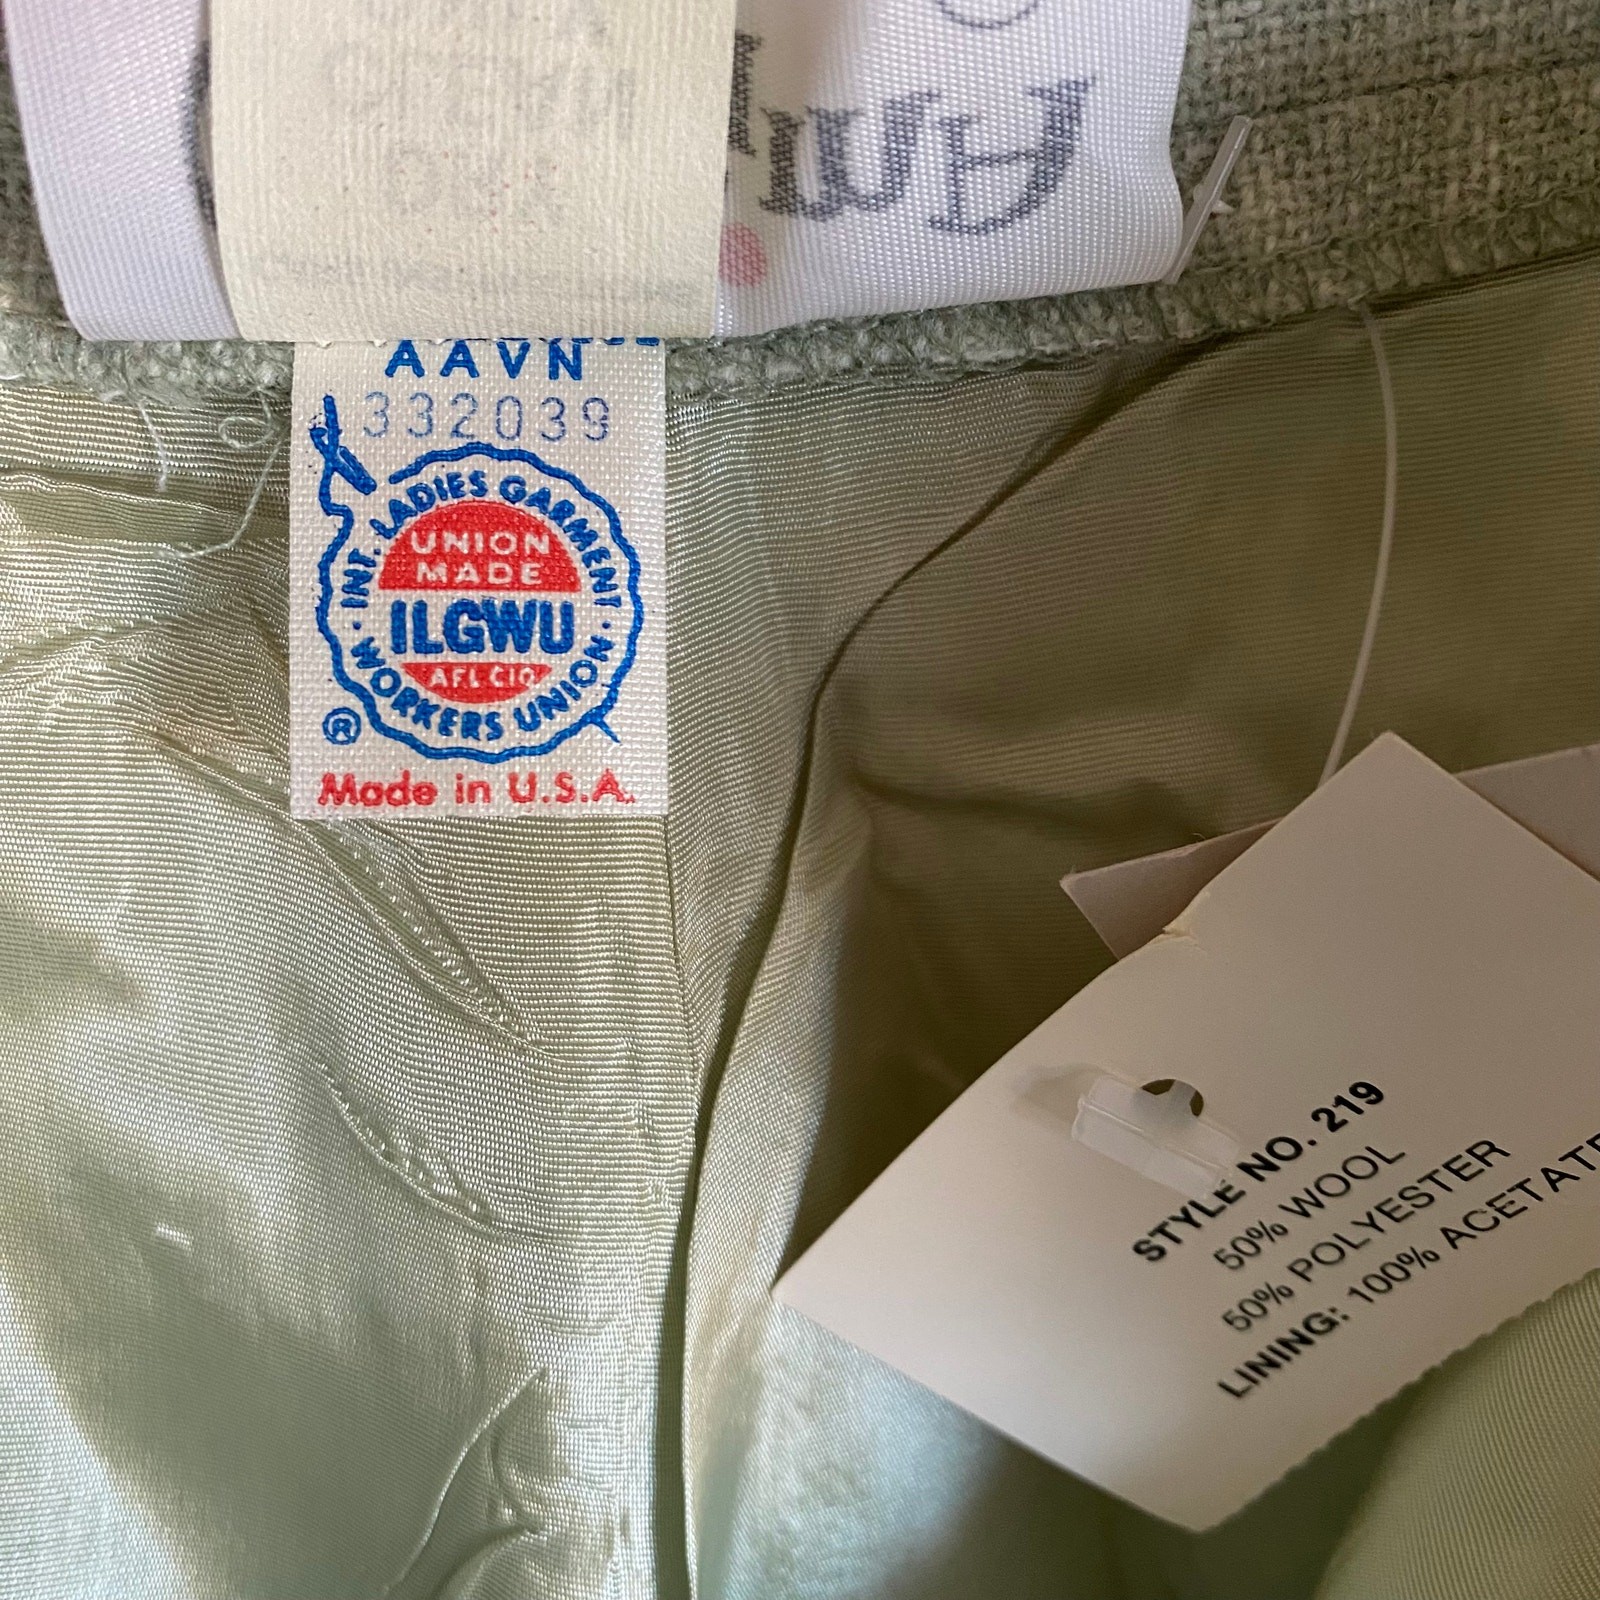 Am
AAVN
332039
INT. LADIES GARMENT
WORKERS UNION
UNION
MADE
ILGWU
AFL CIO
®
Made in U.S.A.
STYLE NO. 219
50% WOOL
50% POLYESTER
LINING: 100% ACETATE